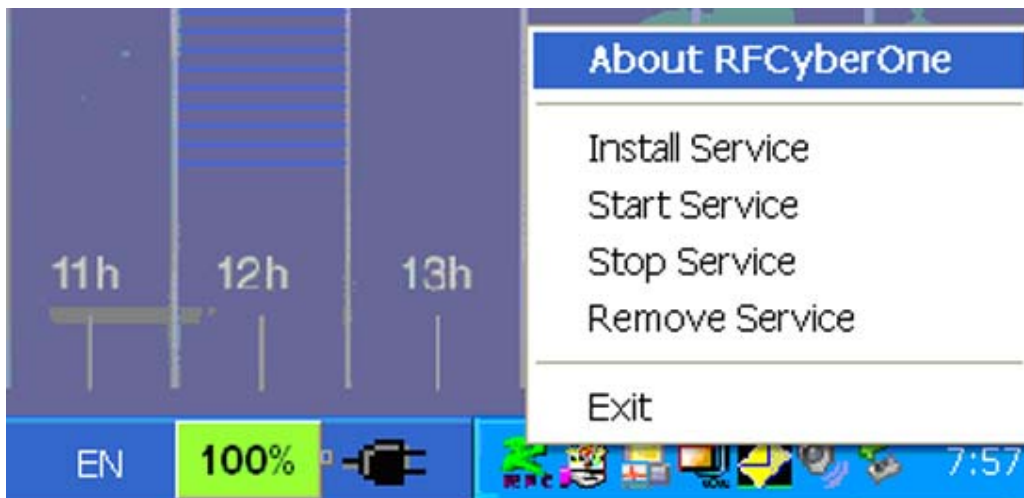 About RFCyberOne
Install Service
Start Service
Stop Service
Remove Service
Exit
11h 12h 13h
EN 100% 7:57